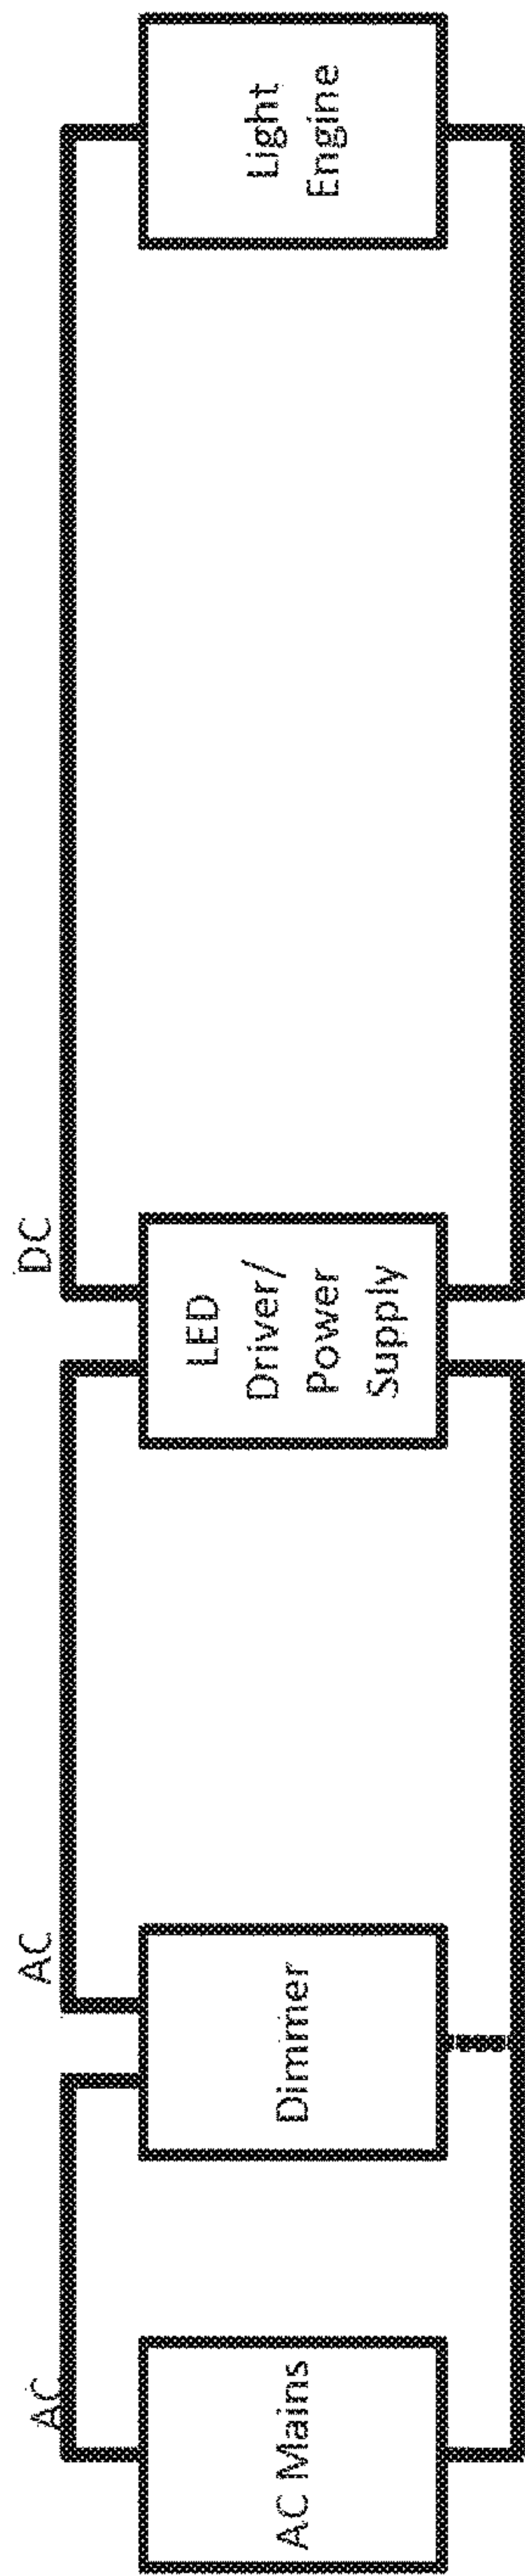 AC
AC
DC
AC Mains
Dimmer
LED
Driver/
Power
Supply
Light
Engine